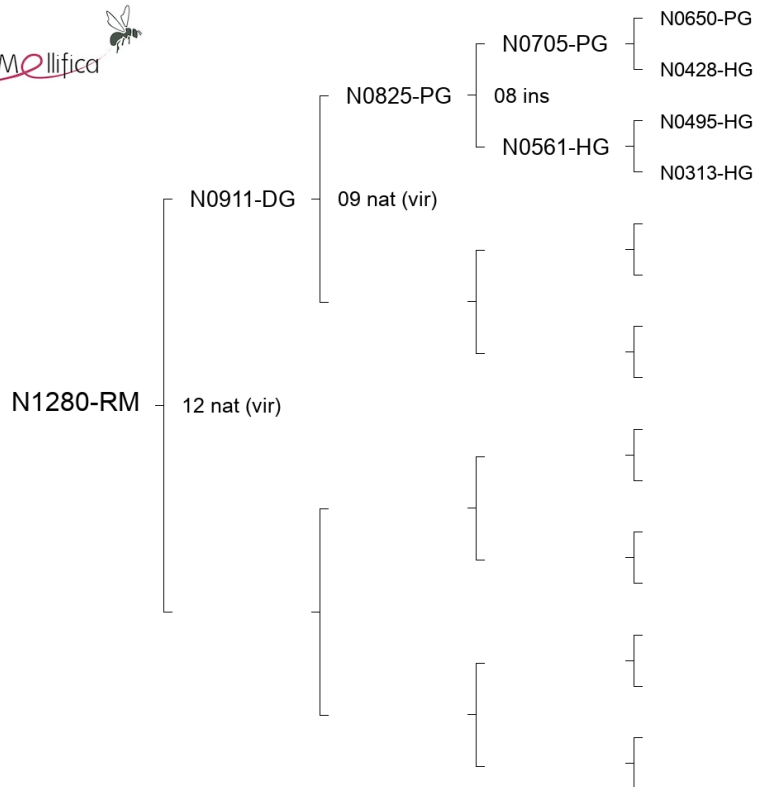 Mellifica
N0650-PG
N0705-PG
N0428-HG
N0825-PG
08 ins
N0495-HG
N0561-HG
N0313-HG
N0911-DG
09 nat (vir)
N1280-RM
12 nat (vir)